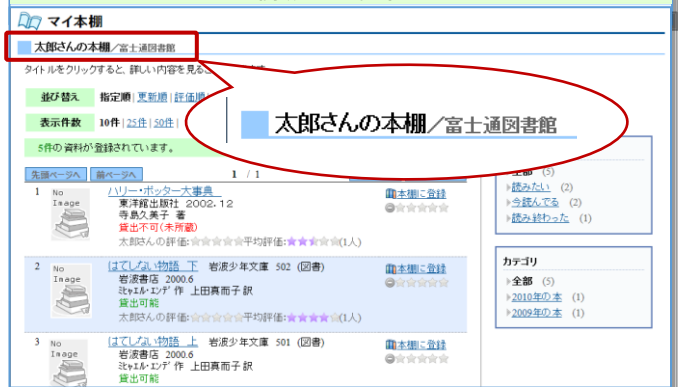 マイ本棚
太郎さんの本棚／富士通図書館
タイトルをクリックすると、詳しい内容を見る
太郎さんの本棚／富士通図書館
並び替え 指定順|更新順|評価順
表示件数 10件|25件|50件|
5件の資料が登録されています。
先頭ページへ 前ページへ 1 / 1
1 No Image ハリー・ポッター大事典 本棚に登録
東洋館出版社 2002.12
寺島久美子 著
貸出不可(未所蔵)
太郎さんの評価:☆☆☆☆☆平均評価:★★★☆☆(1人)
2 No Image はてしない物語 下 岩波少年文庫 502 (図書) 本棚に登録
岩波書店 2000.6
ミヒャエル・エンデ 作 上田真而子 訳
貸出可能
太郎さんの評価:☆☆☆☆☆平均評価:★★★★☆(1人)
3 No Image はてしない物語 上 岩波少年文庫 501 (図書) 本棚に登録
岩波書店 2000.6
ミヒャエル・エンデ 作 上田真而子 訳
貸出可能
全部 (5)
読みたい (2)
今読んでる (2)
読み終わった (1)
カテゴリ
全部 (5)
2010年の本 (1)
2009年の本 (1)